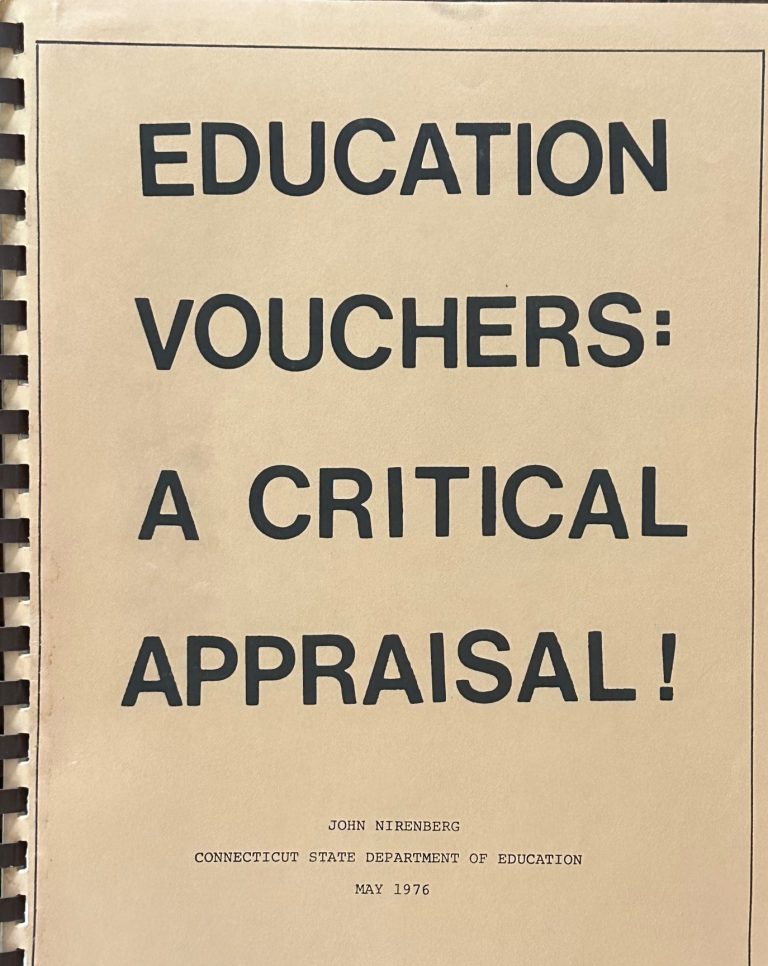 EDUCATION
VOUCHERS:
A CRITICAL
APPRAISAL!
JOHN NIRENBERG
CONNECTICUT STATE DEPARTMENT OF EDUCATION
MAY 1976